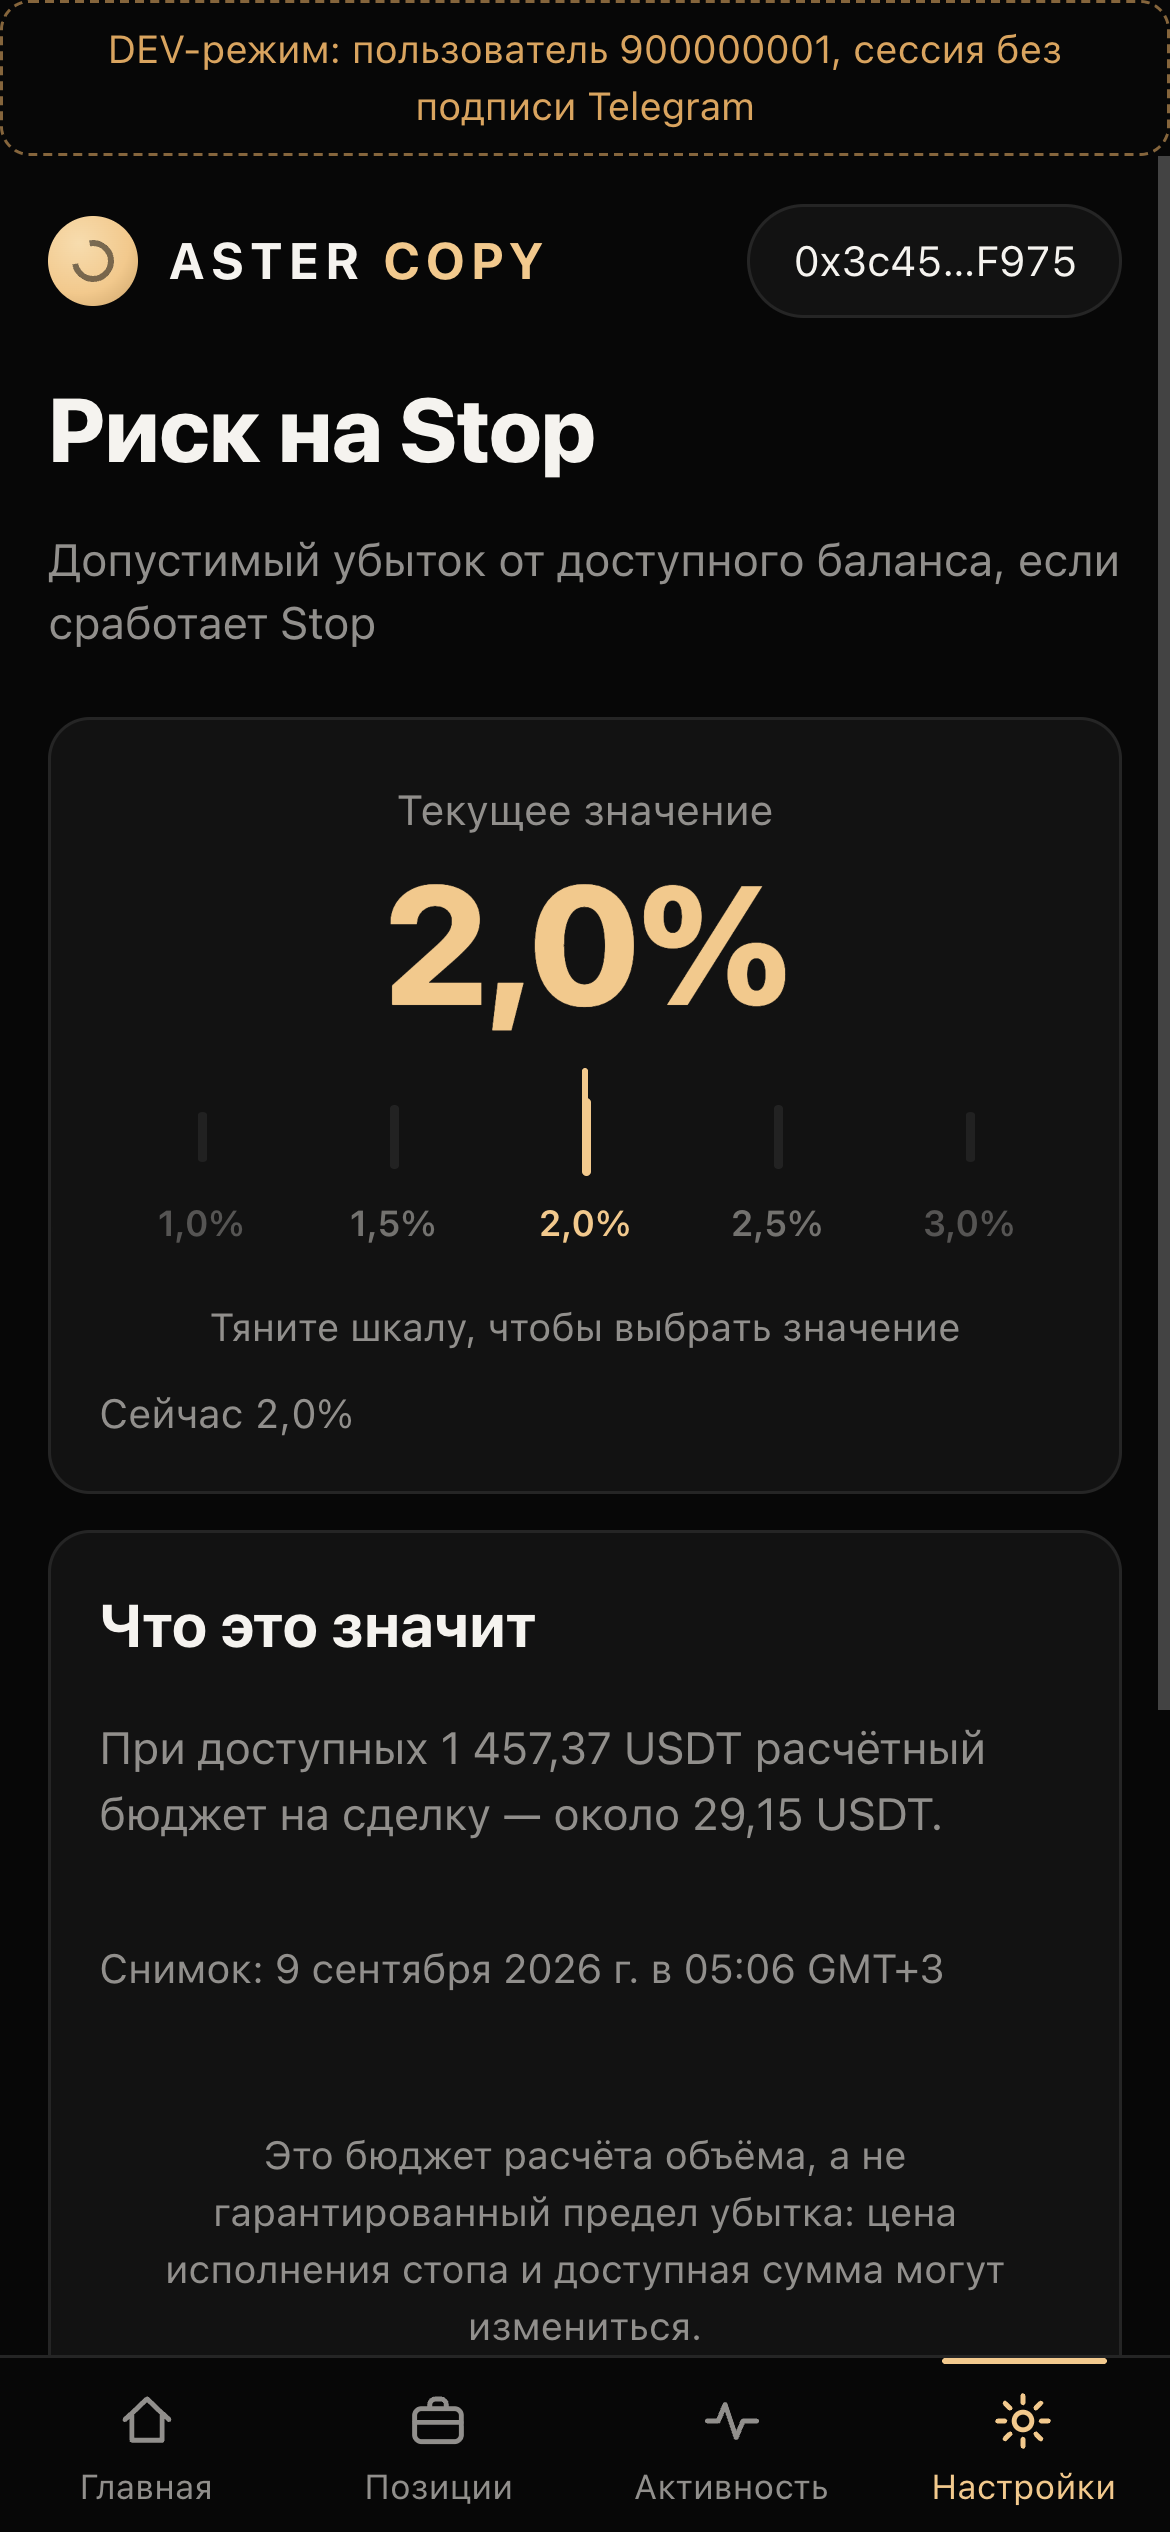 DEV-режим: пользователь 900000001, сессия без
подписи Telegram
ASTER COPY
0x3c45...F975
Риск на Stop
Допустимый убыток от доступного баланса, если
сработает Stop
Текущее значение
2,0%
1,0% 1,5% 2,0% 2,5% 3,0%
Тяните шкалу, чтобы выбрать значение
Сейчас 2,0%
Что это значит
При доступных 1 457,37 USDT расчётный
бюджет на сделку — около 29,15 USDT.
Снимок: 9 сентября 2026 г. в 05:06 GMT+3
Это бюджет расчёта объёма, а не
гарантированный предел убытка: цена
исполнения стопа и доступная сумма могут
измениться.
Главная Позиции Активность Настройки